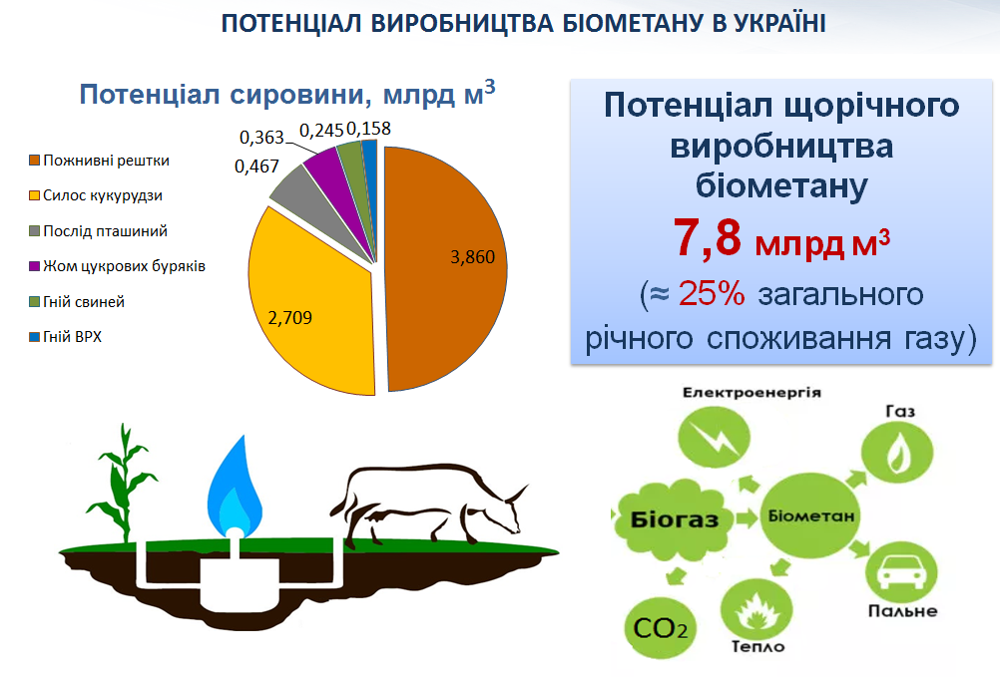 ПОТЕНЦІАЛ ВИРОБНИЦТВА БІОМЕТАНУ В УКРАЇНІ
Потенціал сировини, млрд м³
Пожнивні рештки
Силос кукурудзи
Послід пташиний
Жом цукрових буряків
Гній свиней
Гній ВРХ
0,363
0,245
0,158
0,467
3,860
2,709
Потенціал щорічного
виробництва
біометану
7,8 млрд м³
(≈ 25% загального
річного споживання газу)
Електроенергія
Газ
Біогаз
Біометан
Пальне
CO₂
Тепло